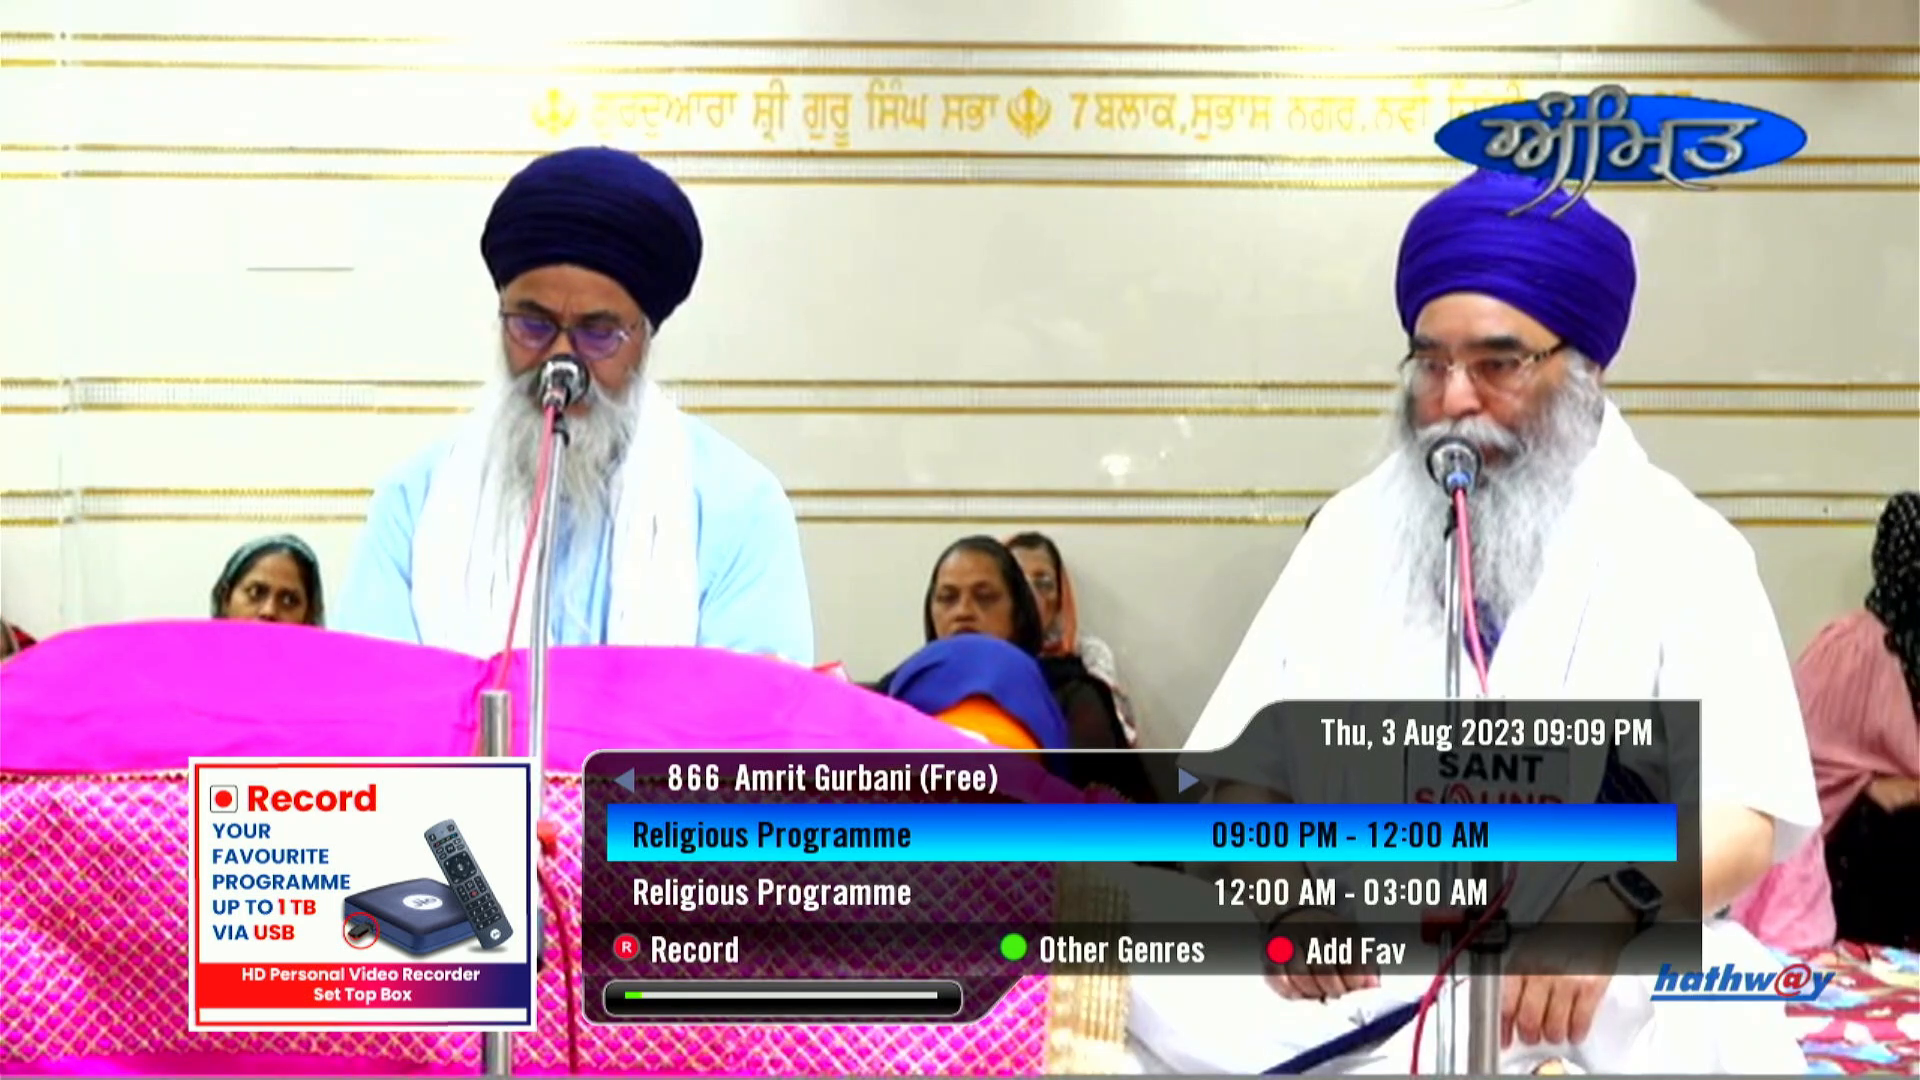 ਗੁਰਦੁਆਰਾ ਸ਼੍ਰੀ ਗੁਰੂ ਸਿੰਘ ਸਭਾ 7 ਬਲਾਕ, ਸੁਭਾਸ ਨਗਰ, ਨਵੀਂ
ਅੰਮ੍ਰਿਤ
Thu, 3 Aug 2023 09:09 PM
SANT
SOUND
866 Amrit Gurbani (Free)
Religious Programme 09:00 PM - 12:00 AM
Religious Programme 12:00 AM - 03:00 AM
R Record Other Genres Add Fav
Record
YOUR
FAVOURITE
PROGRAMME
UP TO 1 TB
VIA USB
Jio
HD Personal Video Recorder
Set Top Box
hathw@y